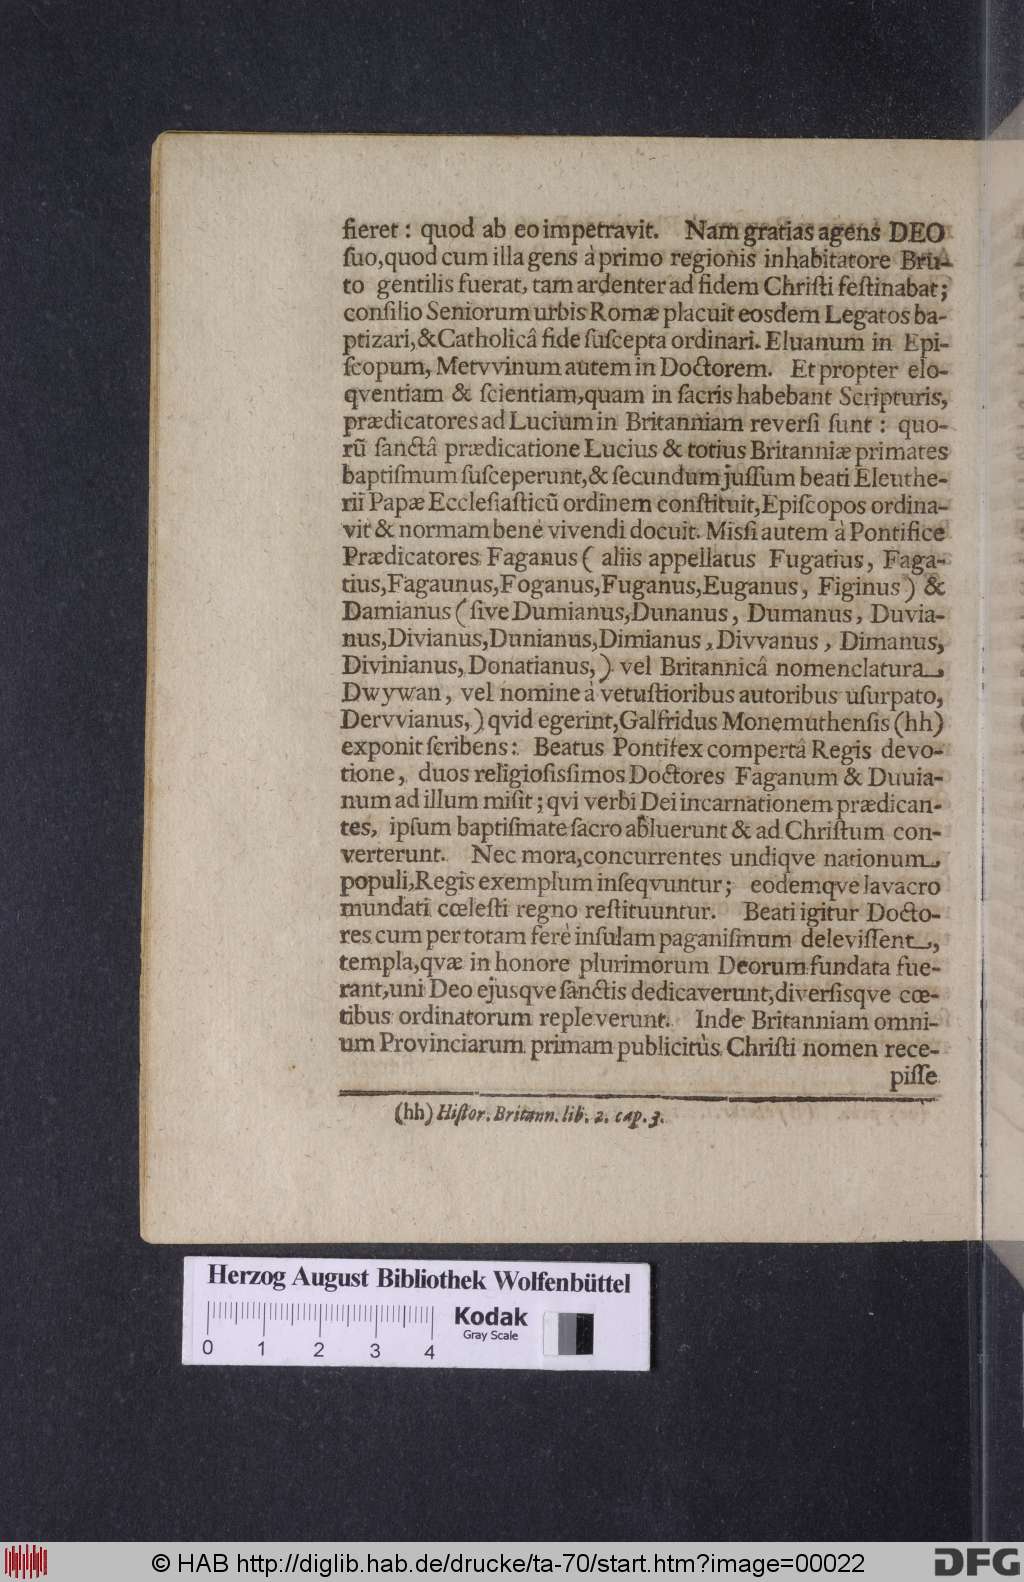 fieret : quod ab eo impetravit. Nam gratias agens DEO
ſuo, quod cum illa gens à primo regionis inhabitatore Bru-
to gentilis fuerat, tam ardenter ad fidem Chriſti feſtinabat;
conſilio Seniorum urbis Romæ placuit eosdem Legatos ba-
ptizari, & Catholicâ fide ſuſcepta ordinari. Eluanum in Epi-
ſcopum, Metvvinum autem in Doctorem. Et propter elo-
qventiam & ſcientiam, quam in ſacris habebant Scripturis,
prædicatores ad Lucium in Britanniam reverſi ſunt : quo-
rũ ſanctâ prædicatione Lucius & totius Britanniæ primates
baptiſmum ſuſceperunt, & ſecundum juſſum beati Eleuthe-
rii Papæ Eccleſiaſticũ ordinem conſtituit, Epiſcopos ordina-
vit & normam bene vivendi docuit. Misſi autem à Pontifice
Prædicatores Faganus ( aliis appellatus Fugatius, Faga-
tius, Fagaunus, Foganus, Fuganus, Euganus, Figinus ) &
Damianus ( ſive Dumianus, Dunanus, Dumanus, Duvia-
nus, Divianus, Dunianus, Dimianus, Divvanus, Dimanus,
Divinianus, Donatianus, ) vel Britannicâ nomenclatura,
Dwywan, vel nomine à vetuſtioribus autoribus uſurpato,
Dervvianus, ) qvid egerint, Galfridus Monemuthenſis (hh)
exponit ſcribens : Beatus Pontifex compertâ Regis devo-
tione, duos religioſisſimos Doctores Faganum & Duuia-
num ad illum miſit ; qvi verbi Dei incarnationem prædican-
tes, ipſum baptiſmate ſacro abluerunt & ad Chriſtum con-
verterunt. Nec mora, concurrentes undiqve nationum
populi, Regis exemplum inſeqvuntur ; eodemqve lavacro
mundati cœleſti regno reſtituuntur. Beati igitur Docto-
res cum per totam ferè inſulam paganiſmum deleviſſent,
templa, qvæ in honore plurimorum Deorum fundata fue-
rant, uni Deo ejusqve ſanctis dedicaverunt, diverſisqve cœ-
tibus ordinatorum repleverunt. Inde Britanniam omni-
um Provinciarum primam publicitùs Chriſti nomen rece-
piſſe
(hh) Hiſtor. Britann. lib. 2. cap. 3.
Herzog August Bibliothek Wolfenbüttel
Kodak
Gray Scale
0 1 2 3 4
© HAB http://diglib.hab.de/drucke/ta-70/start.htm?image=00022
DFG